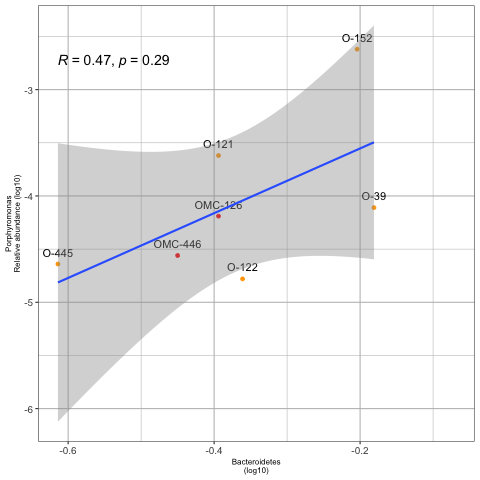 R = 0.47, p = 0.29
O-152
O-121
OMC-126
O-39
OMC-446
O-445
O-122
-3
-4
-5
-6
-0.6
-0.4
-0.2
Porphyromonas
Relative abundance (log10)
Bacteroidetes
(log10)